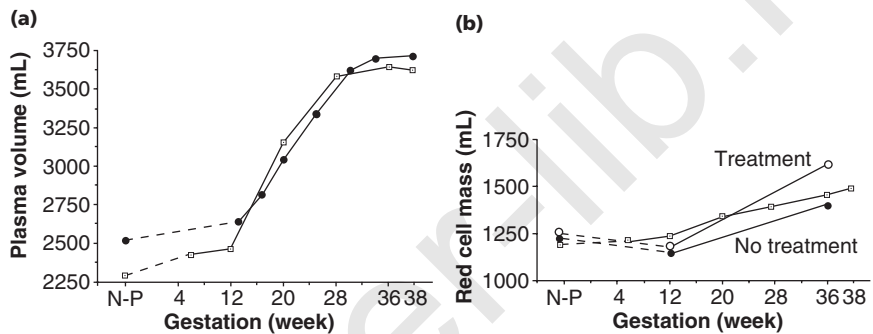 (a)
Plasma volume (mL)
3750
3500
3250
3000
2750
2500
2250
N-P 4 12 20 28 36 38
Gestation (week)
(b)
Red cell mass (mL)
1750
1500
1250
1000
Treatment
No treatment
N-P 4 12 20 28 36 38
Gestation (week)